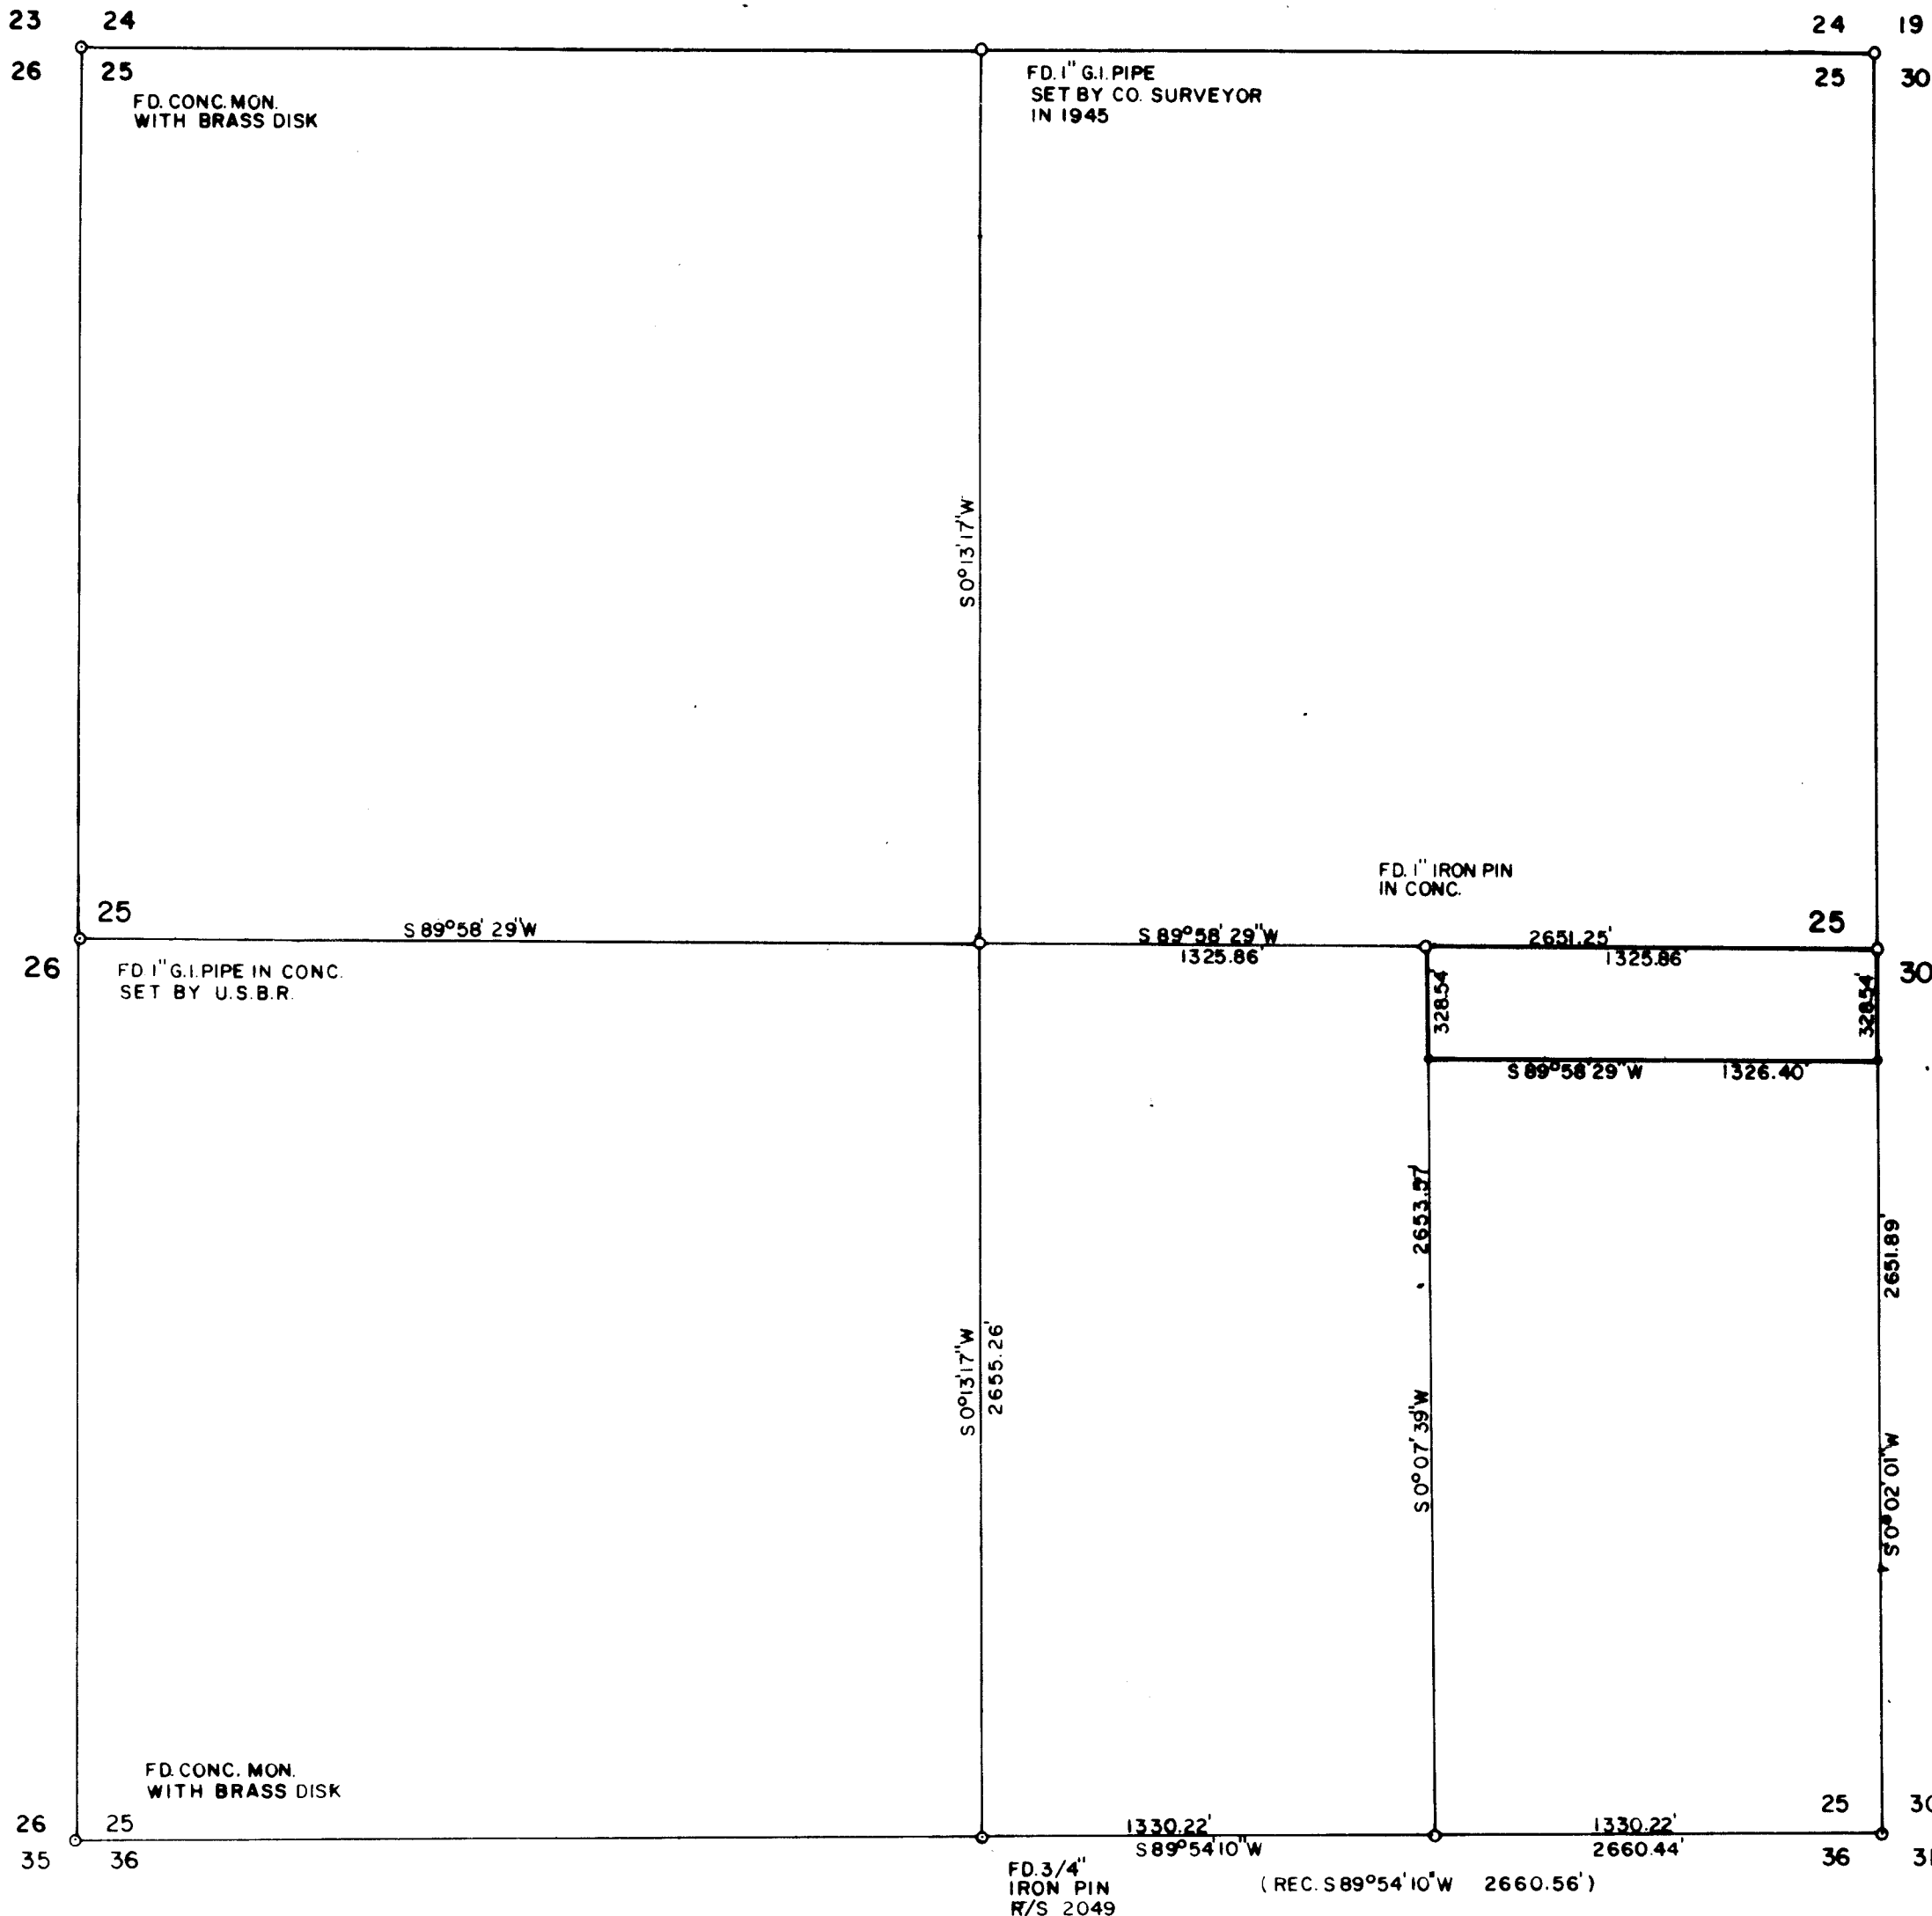 23 24
24 19
26 25
25 30
FD. CONC. MON.
WITH BRASS DISK
FD. 1" G.I. PIPE
SET BY CO. SURVEYOR
IN 1945
S 0°13'17"W
FD. 1" IRON PIN
IN CONC.
25
S 89°58' 29"W
S 89°58' 29"W
1325.86'
2651.25'
1325.86'
25
26
30
FD 1" G.I. PIPE IN CONC.
SET BY U.S.B.R.
328.54'
328.54'
S 89°58'29"W 1326.40'
2653.57'
2651.89'
S 0°13'17"W
2655.26'
S 0°07'39"W
S 0°02'01"W
FD. CONC. MON.
WITH BRASS DISK
26 25
35 36
1330.22'
S 89°54'10"W
1330.22'
2660.44'
25 30
36 31
FD. 3/4"
IRON PIN
R/S 2049
(REC. S 89°54'10"W 2660.56')